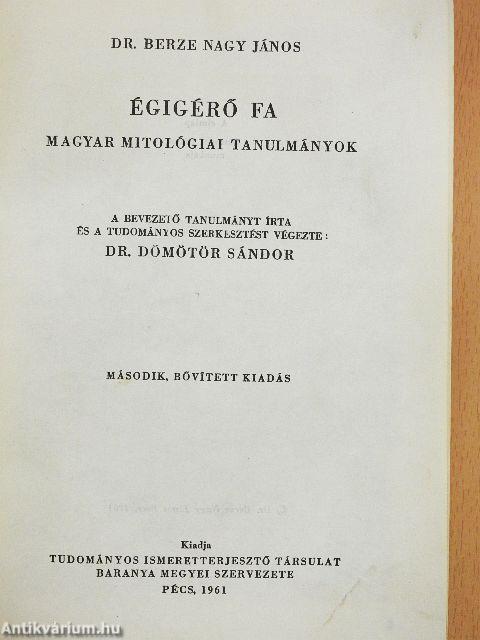 DR. BERZE NAGY JÁNOS
ÉGIGÉRŐ FA
MAGYAR MITOLÓGIAI TANULMÁNYOK
A BEVEZETŐ TANULMÁNYT ÍRTA
ÉS A TUDOMÁNYOS SZERKESZTÉST VÉGEZTE:
DR. DÖMÖTÖR SÁNDOR
MÁSODIK, BŐVÍTETT KIADÁS
Kiadja
TUDOMÁNYOS ISMERETTERJESZTŐ TÁRSULAT
BARANYA MEGYEI SZERVEZETE
PÉCS, 1961
Antikvárium.hu